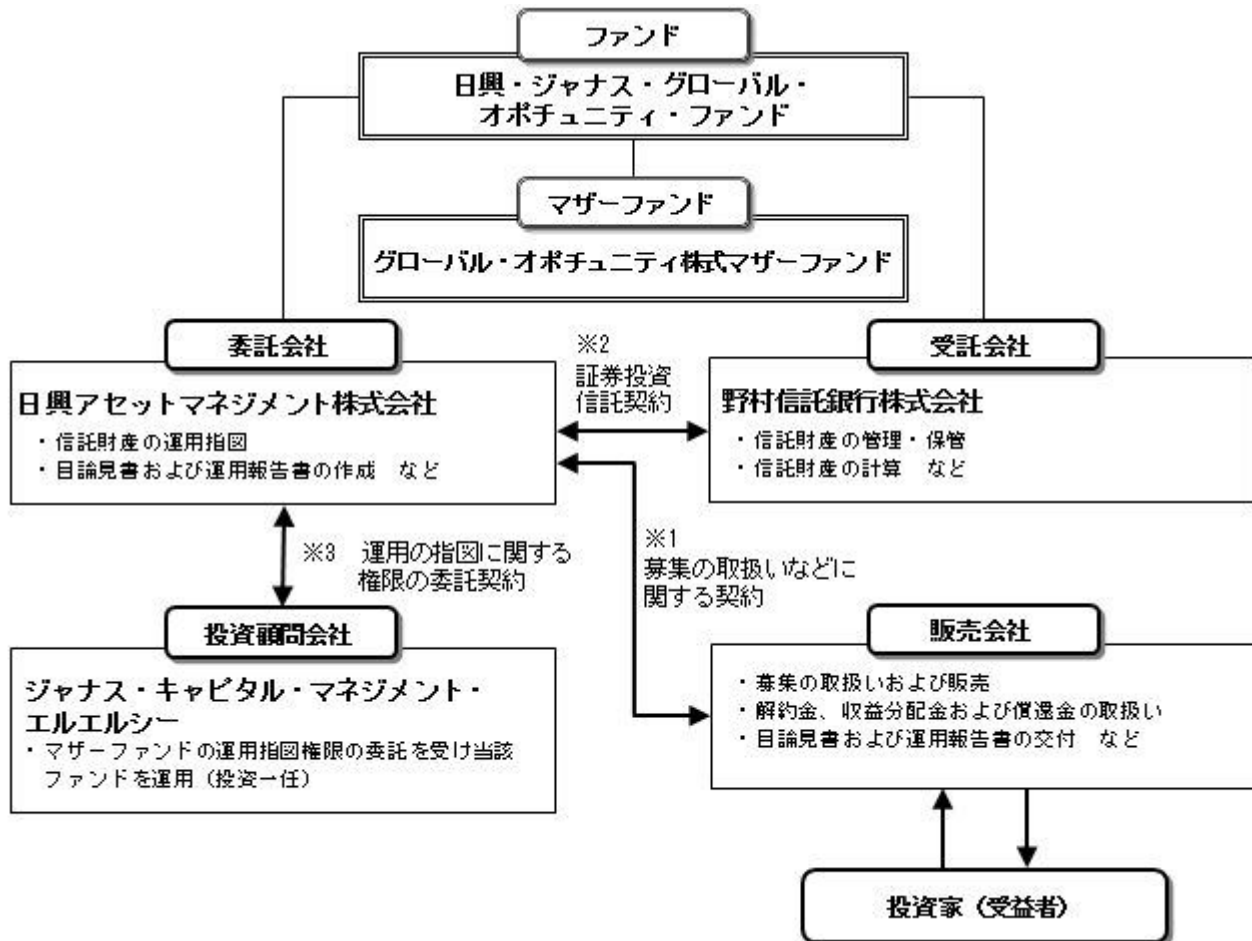 ファンド
日興・ジャナス・グローバル・
オポチュニティ・ファンド
マザーファンド
グローバル・オポチュニティ株式マザーファンド
委託会社
日興アセットマネジメント株式会社
・信託財産の運用指図
・目論見書および運用報告書の作成　など
※2
証券投資
信託契約
受託会社
野村信託銀行株式会社
・信託財産の管理・保管
・信託財産の計算　など
※3　運用の指図に関する
権限の委託契約
※1
募集の取扱いなどに
関する契約
投資顧問会社
ジャナス・キャピタル・マネジメント・
エルエルシー
・マザーファンドの運用指図権限の委託を受け当該
ファンドを運用（投資一任）
販売会社
・募集の取扱いおよび販売
・解約金、収益分配金および償還金の取扱い
・目論見書および運用報告書の交付　など
投資家（受益者）